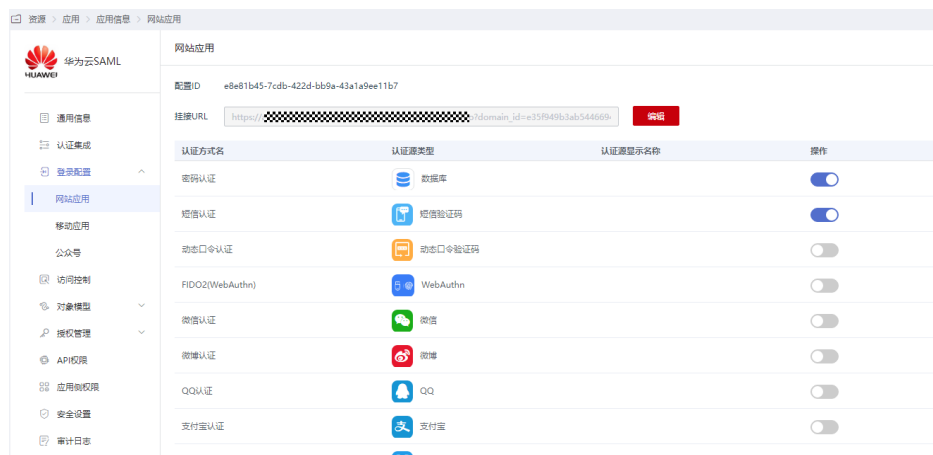 资源 > 应用 > 应用信息 > 网站应用
HUAWEI
华为云SAML
通用信息
认证集成
登录配置
网站应用
移动应用
公众号
访问控制
对象模型
授权管理
API权限
应用侧权限
安全设置
审计日志
网站应用
配置ID e8e81b45-7cdb-422d-bb9a-43a1a9ee11b7
挂接URL https:// ?domain_id=e35f949b3ab544669 编辑
认证方式名 认证源类型 认证源显示名称 操作
密码认证 数据库
短信认证 短信验证码
动态口令认证 动态口令验证码
FIDO2(WebAuthn) WebAuthn
微信认证 微信
微博认证 微博
QQ认证 QQ
支付宝认证 支付宝